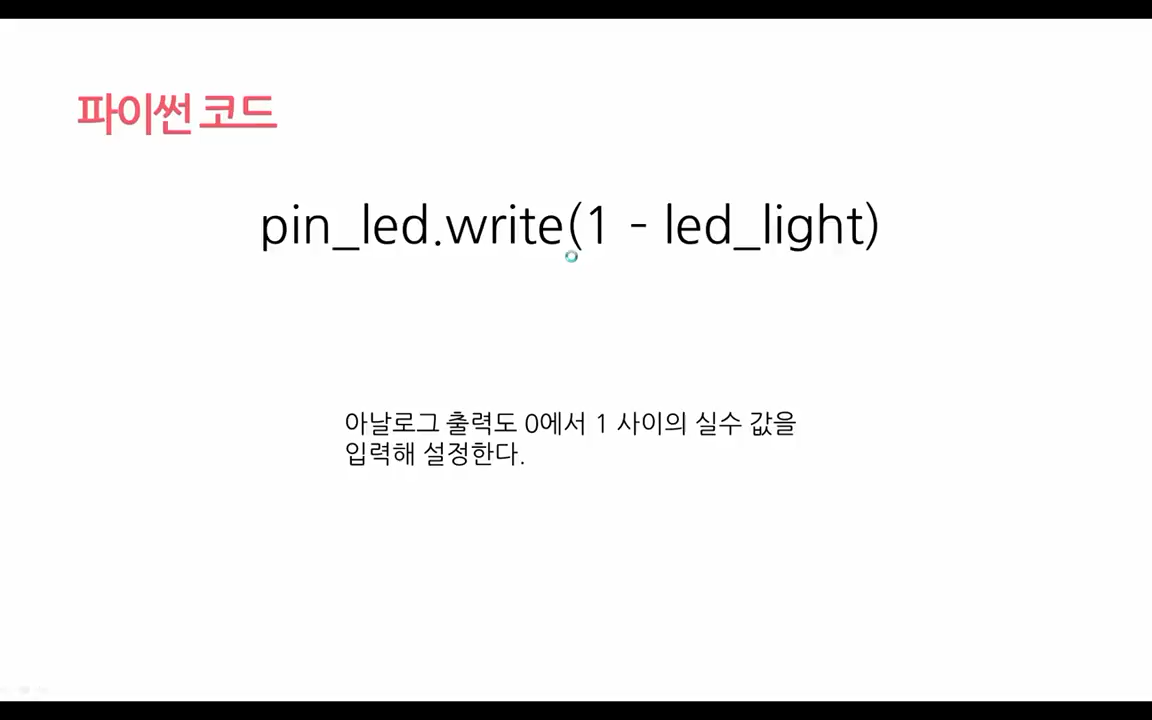 파이썬 코드
pin_led.write(1 - led_light)
아날로그 출력도 0에서 1 사이의 실수 값을
입력해 설정한다.